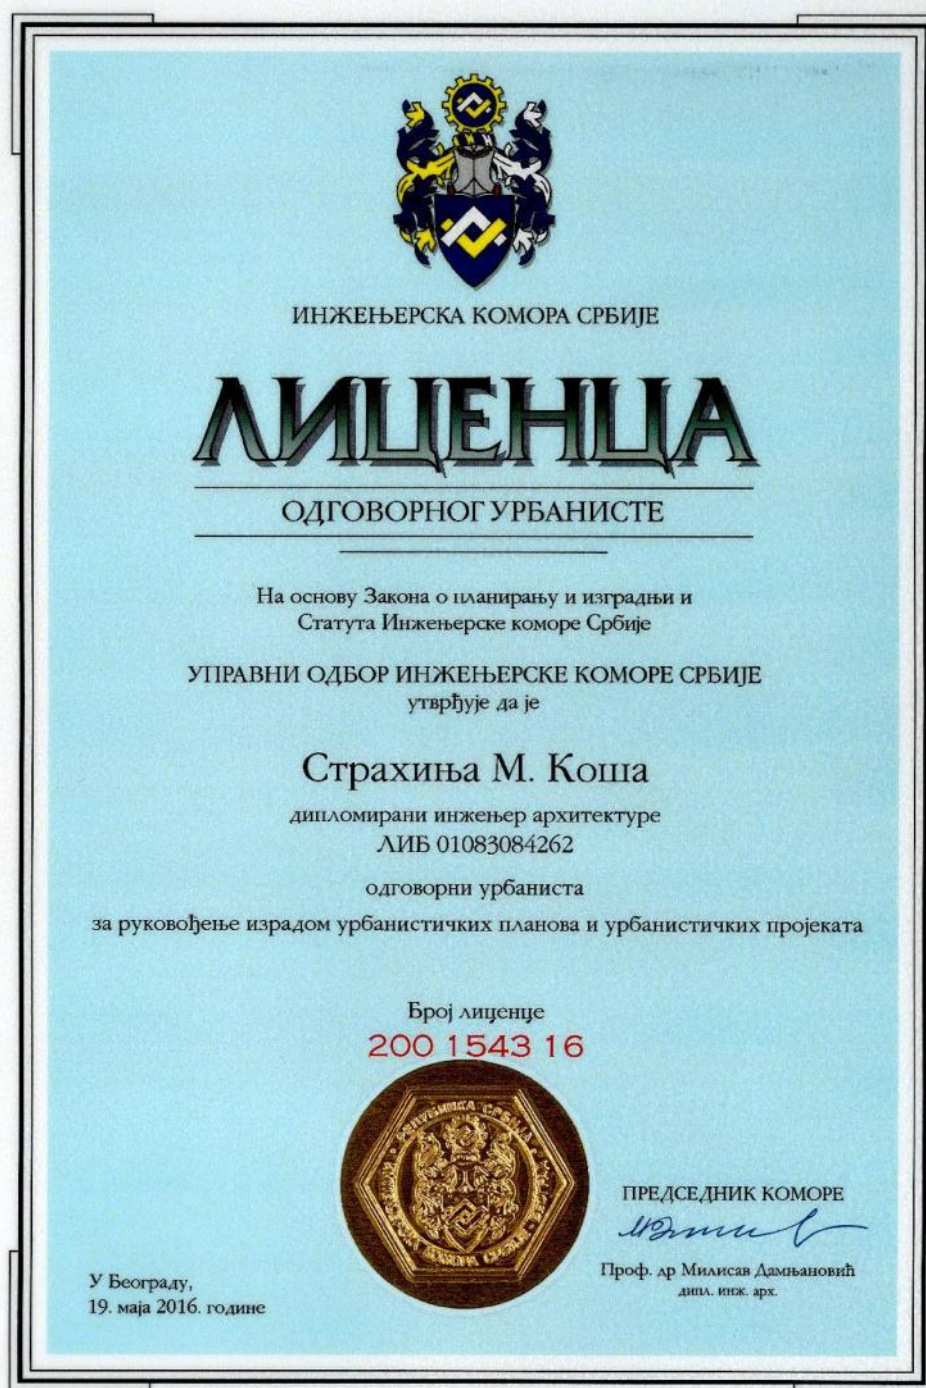 ИНЖЕЊЕРСКА КОМОРА СРБИЈЕ
ЛИЦЕНЦА
ОДГОВОРНОГ УРБАНИСТЕ
На основу Закона о планирању и изградњи и
Статута Инжењерске коморе Србије
УПРАВНИ ОДБОР ИНЖЕЊЕРСКЕ КОМОРЕ СРБИЈЕ
утврђује да је
Страхиња М. Коша
дипломирани инжењер архитектуре
ЛИБ 01083084262
одговорни урбаниста
за руковођење израдом урбанистичких планова и урбанистичких пројеката
Број лиценце
200 1543 16
РЕПУБЛИКА СРБИЈА
ПРЕДСЕДНИК КОМОРЕ
Проф. др Милисав Дамњановић
дипл. инж. арх.
У Београду,
19. маја 2016. године